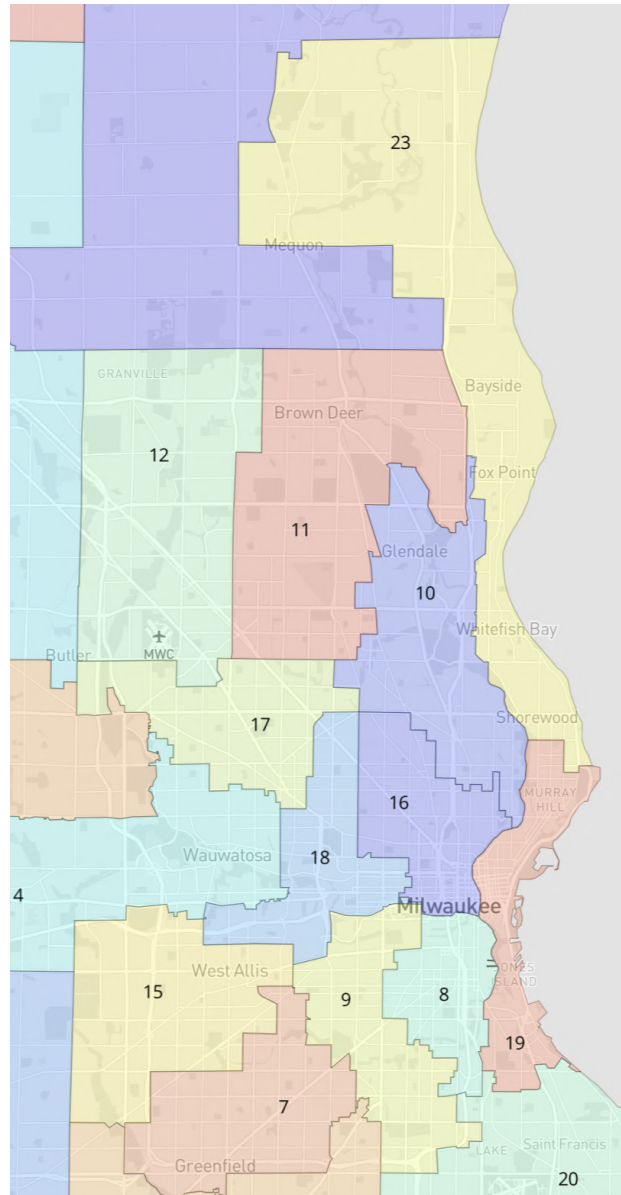 23
Mequon
GRANVILLE
Bayside
Brown Deer
12
Fox Point
11
Glendale
10
Whitefish Bay
MWC
Butler
Shorewood
17
MURRAY
HILL
16
18
Wauwatosa
4
Milwaukee
West Allis
ISLAND
15
8
9
19
7
LAKE
Saint Francis
Greenfield
20